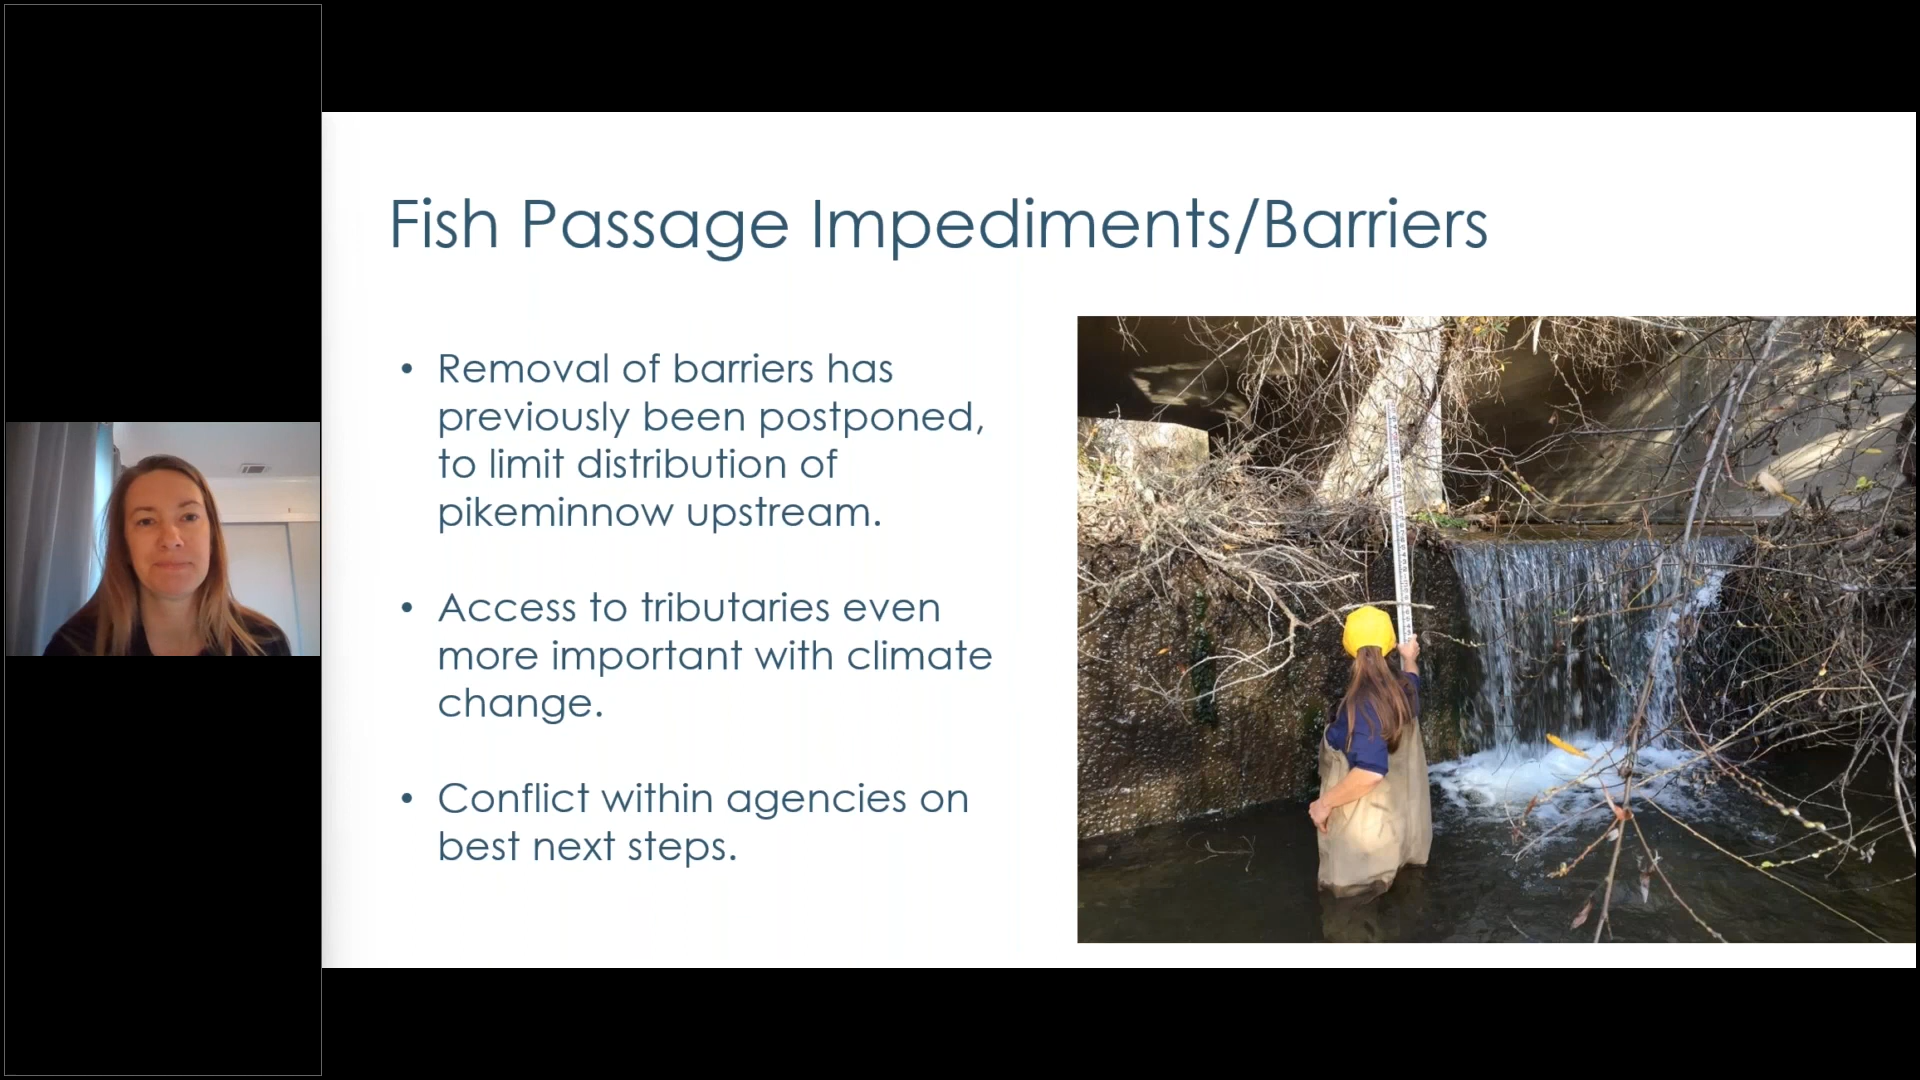 Fish Passage Impediments/Barriers
• Removal of barriers has
previously been postponed,
to limit distribution of
pikeminnow upstream.
• Access to tributaries even
more important with climate
change.
• Conflict within agencies on
best next steps.